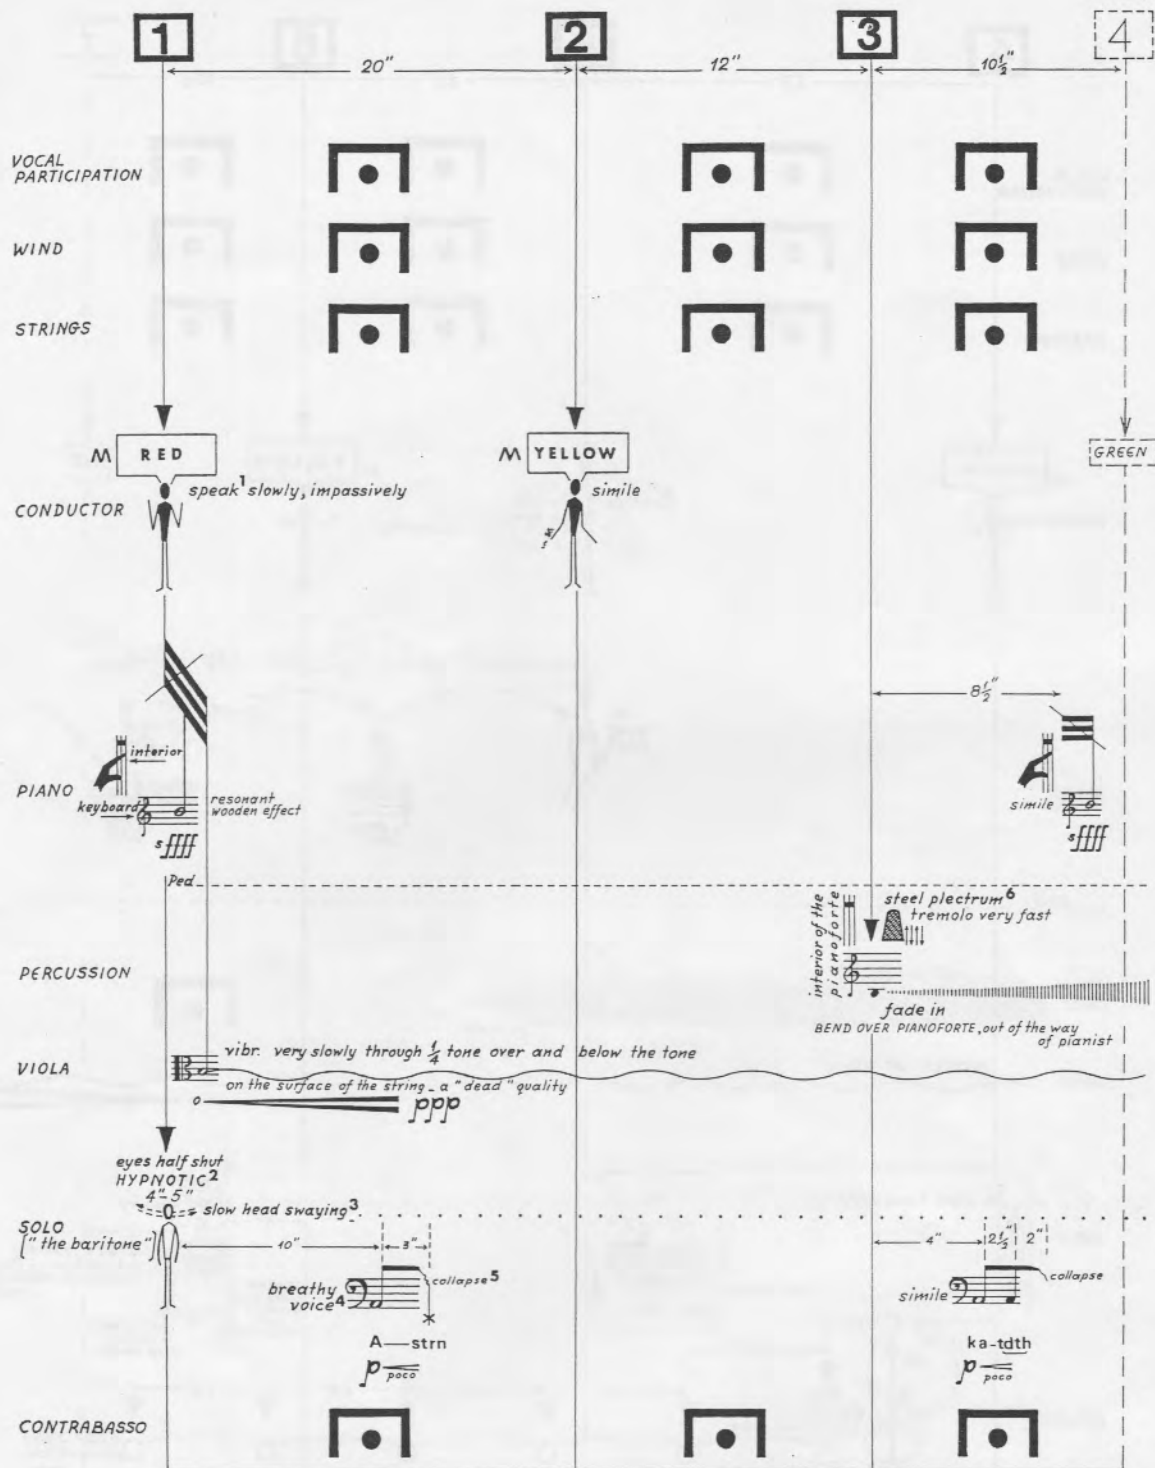 1 2 3 4
20" 12" 10½"
VOCAL
PARTICIPATION
WIND
STRINGS
M RED M YELLOW GREEN
speak¹ slowly, impassively simile
CONDUCTOR
8½"
interior
PIANO
keyboard resonant
wooden effect simile
sffff sffff
Ped.
interior of the
pianoforte
steel plectrum⁶
tremolo very fast
PERCUSSION
fade in
BEND OVER PIANOFORTE, out of the way
of pianist
VIOLA
vibr. very slowly through ¼ tone over and below the tone
on the surface of the string_ a "dead" quality
o ppp
eyes half shut
HYPNOTIC²
4"-5"
slow head swaying³
SOLO
["the baritone"]
10" 3" 4" 2½" 2"
collapse⁵ collapse
breathy
voice⁴ simile
A—strn ka-tdth
p poco p poco
CONTRABASSO